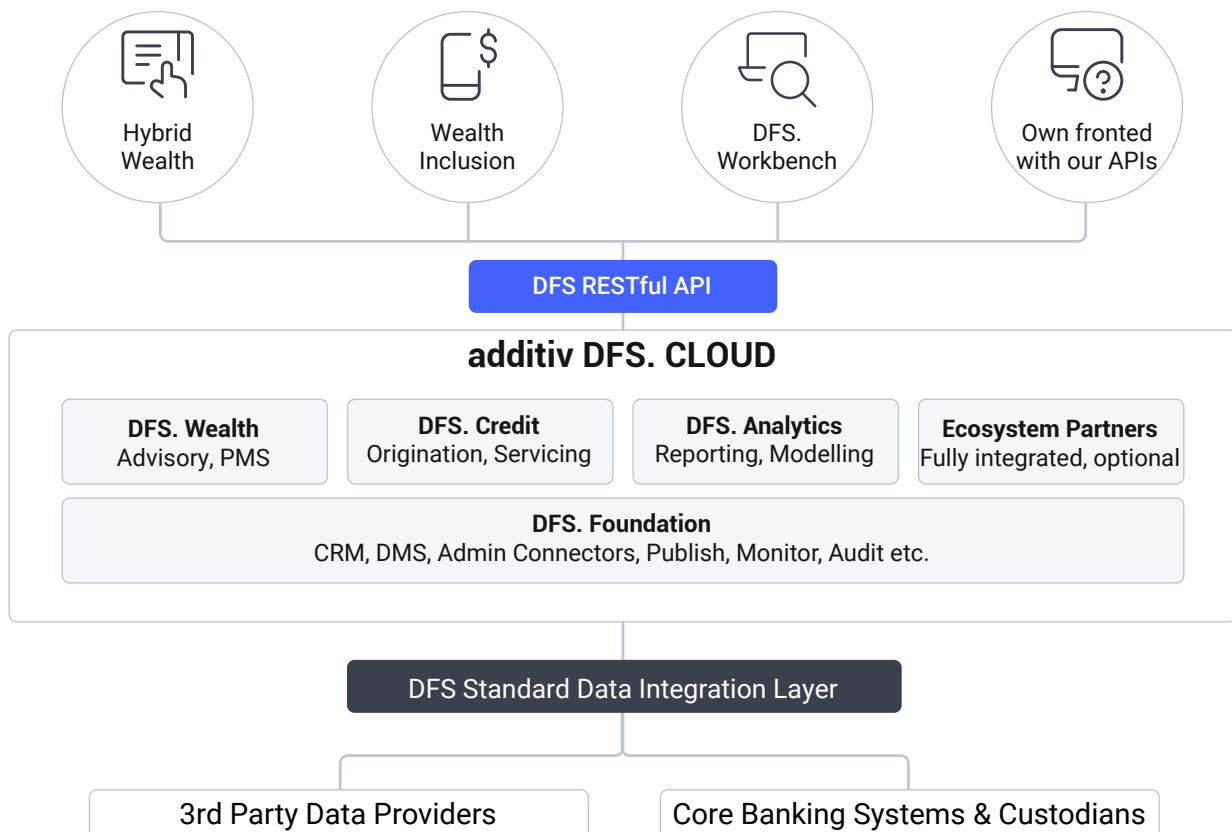 Hybrid
Wealth
Wealth
Inclusion
$
DFS.
Workbench
?
Own fronted
with our APIs
DFS RESTful API
additiv DFS. CLOUD
DFS. Wealth
Advisory, PMS
DFS. Credit
Origination, Servicing
DFS. Analytics
Reporting, Modelling
Ecosystem Partners
Fully integrated, optional
DFS. Foundation
CRM, DMS, Admin Connectors, Publish, Monitor, Audit etc.
DFS Standard Data Integration Layer
3rd Party Data Providers
Core Banking Systems & Custodians